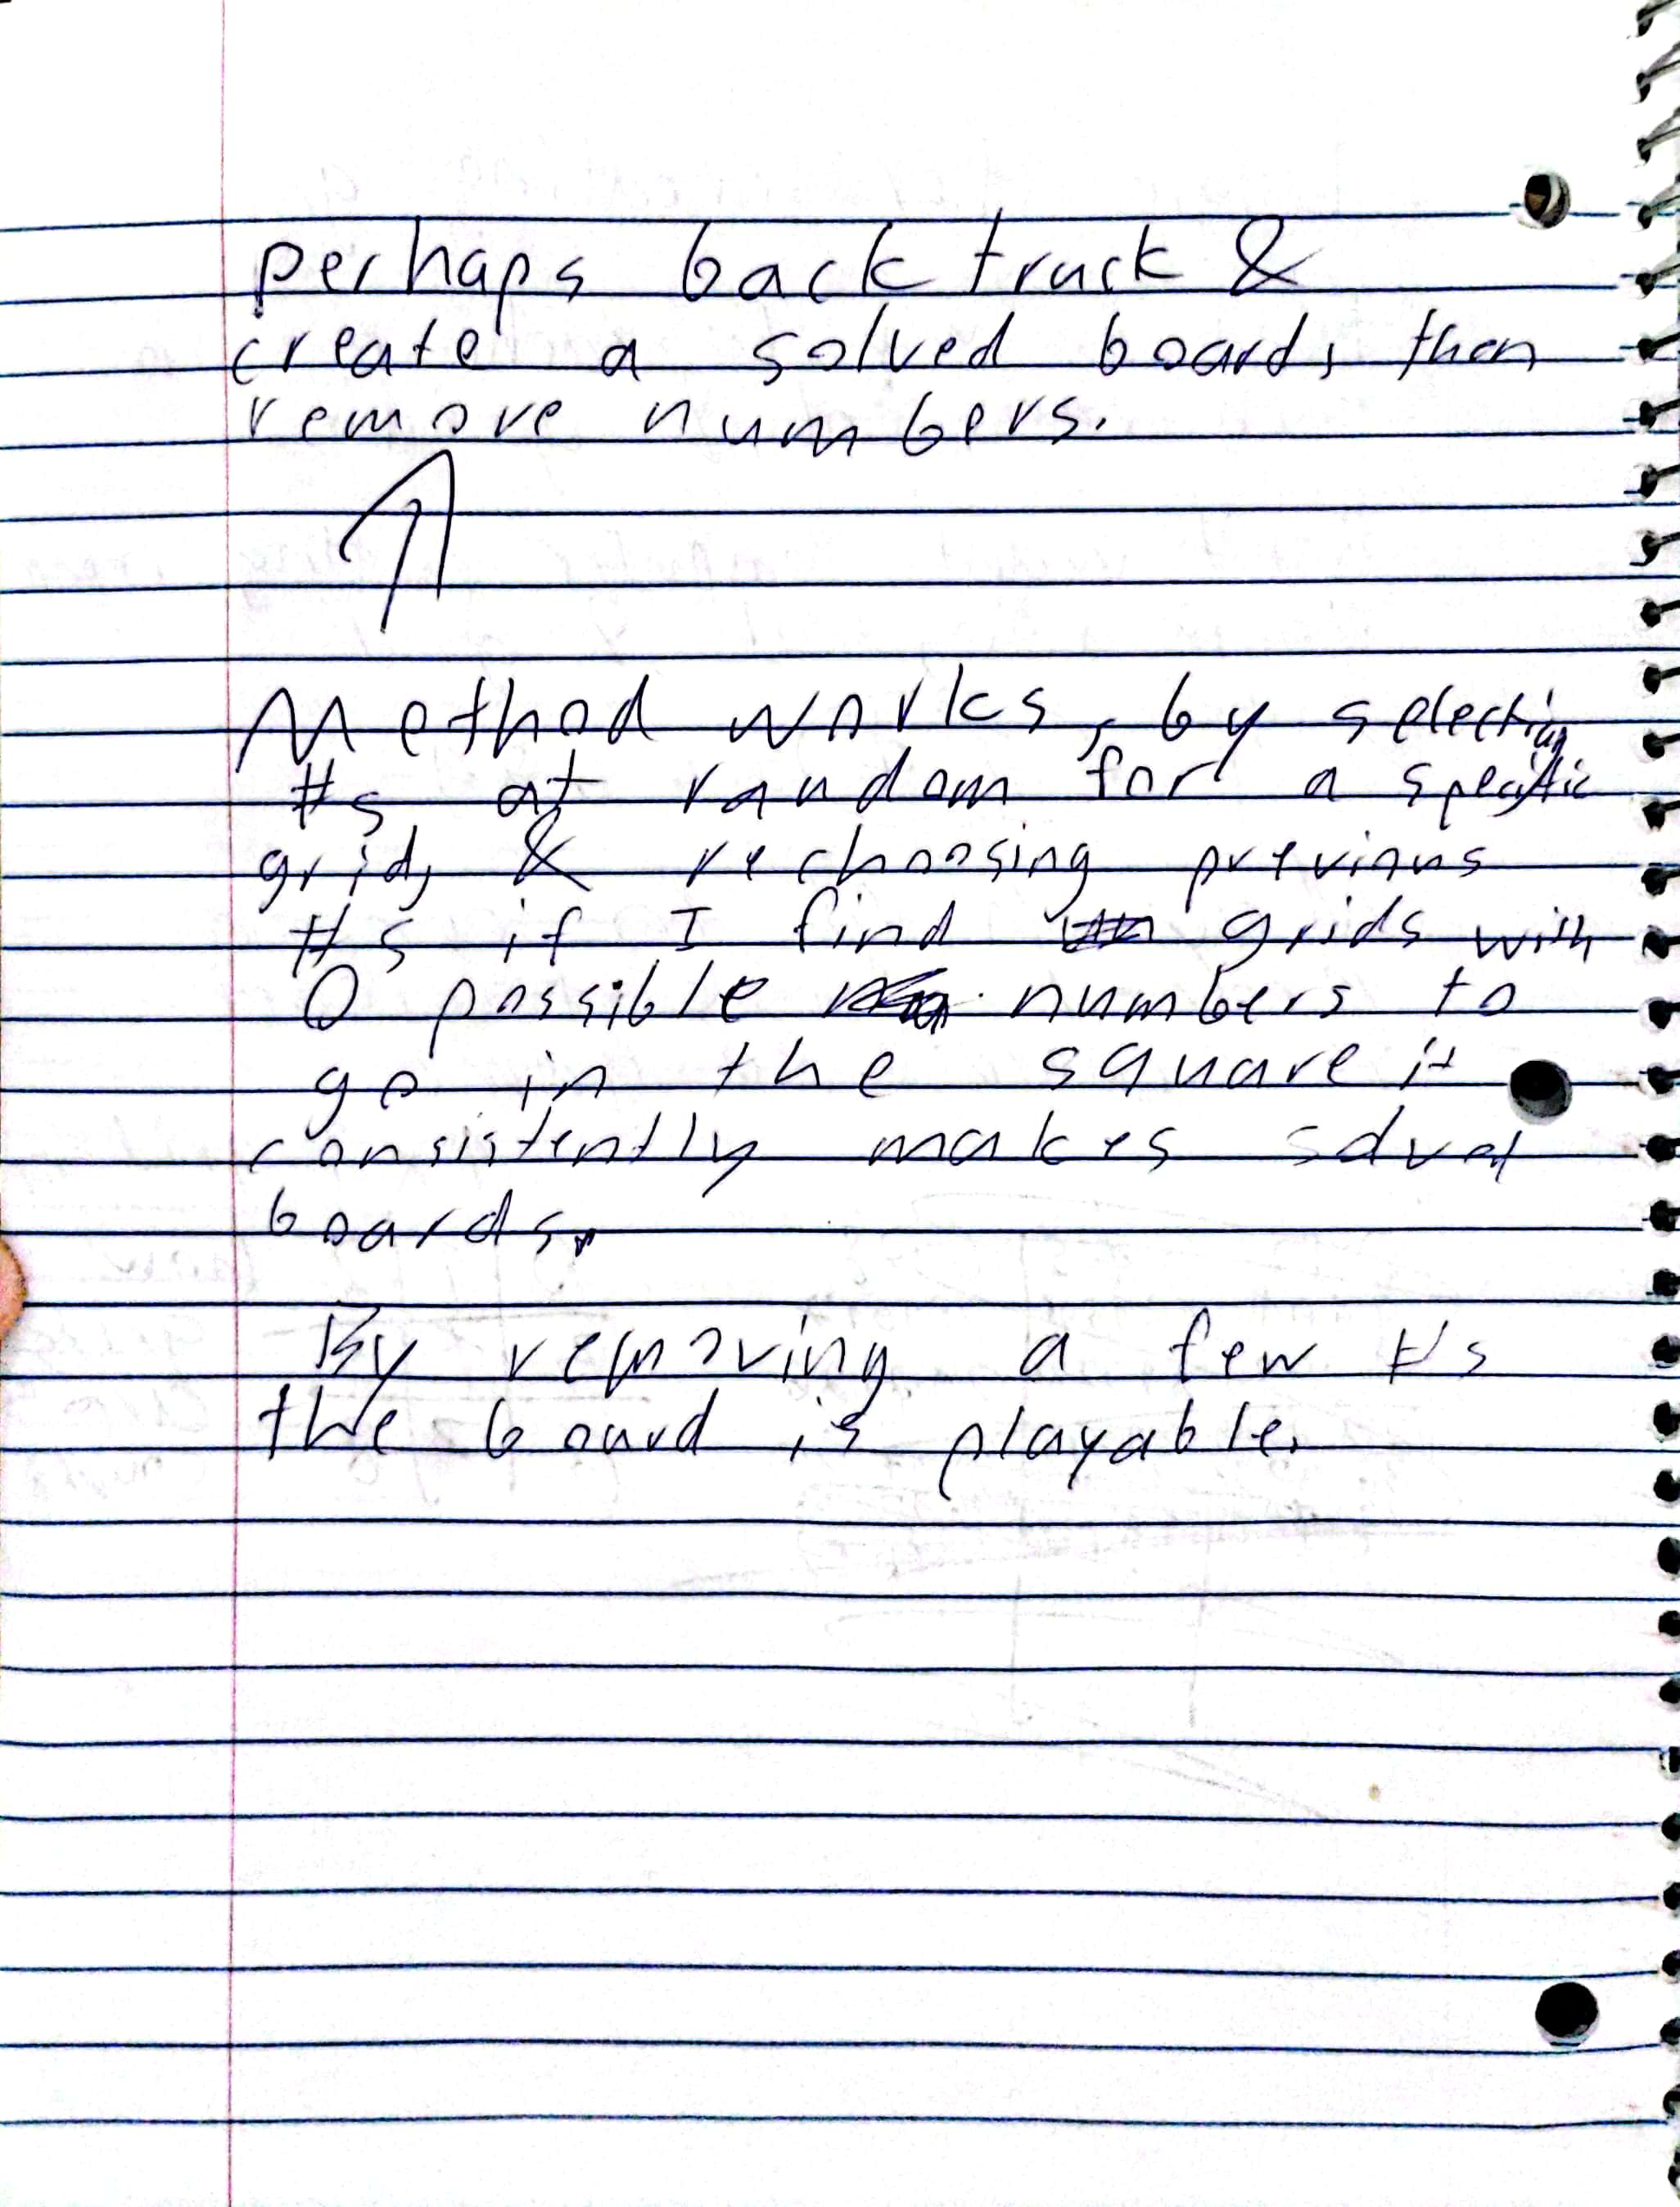 perhaps back track &
create a solved board, then
remove numbers.
Method works, by selecting
#s at random for a specific
grid, & rechoosing previous
#s if I find grids with
0 possible numbers to
go in the square it
consistently makes solved
boards.
By removing a few #s
the board is playable.